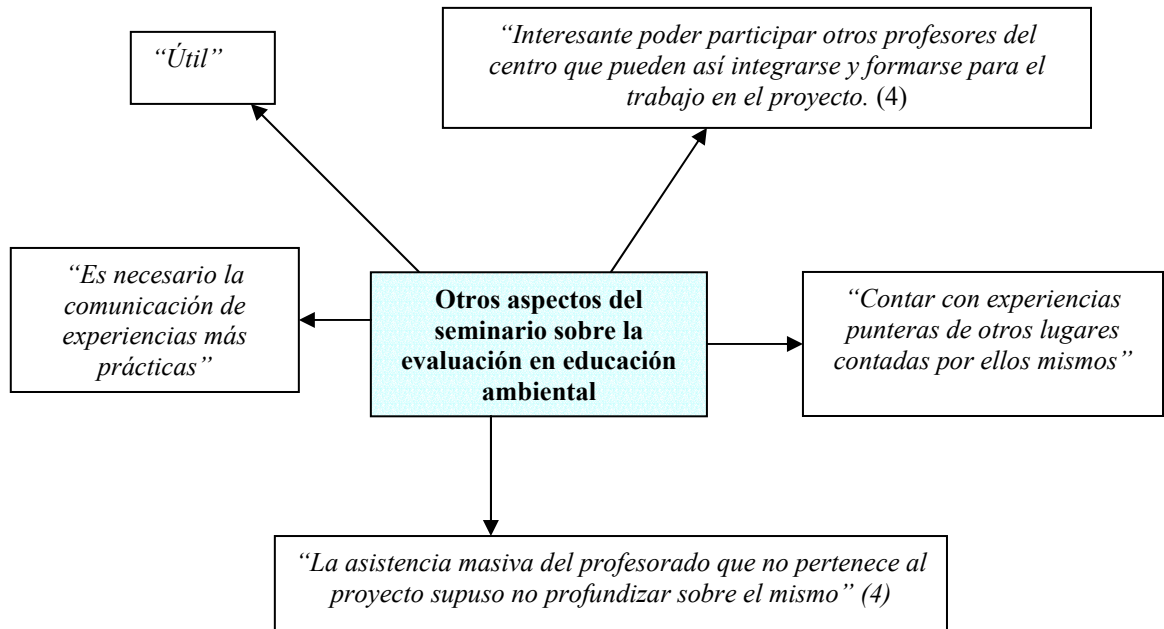 “Útil”
“Interesante poder participar otros profesores del
centro que pueden así integrarse y formarse para el
trabajo en el proyecto. (4)
“Es necesario la
comunicación de
experiencias más
prácticas”
Otros aspectos del
seminario sobre la
evaluación en educación
ambiental
“Contar con experiencias
punteras de otros lugares
contadas por ellos mismos”
“La asistencia masiva del profesorado que no pertenece al
proyecto supuso no profundizar sobre el mismo” (4)